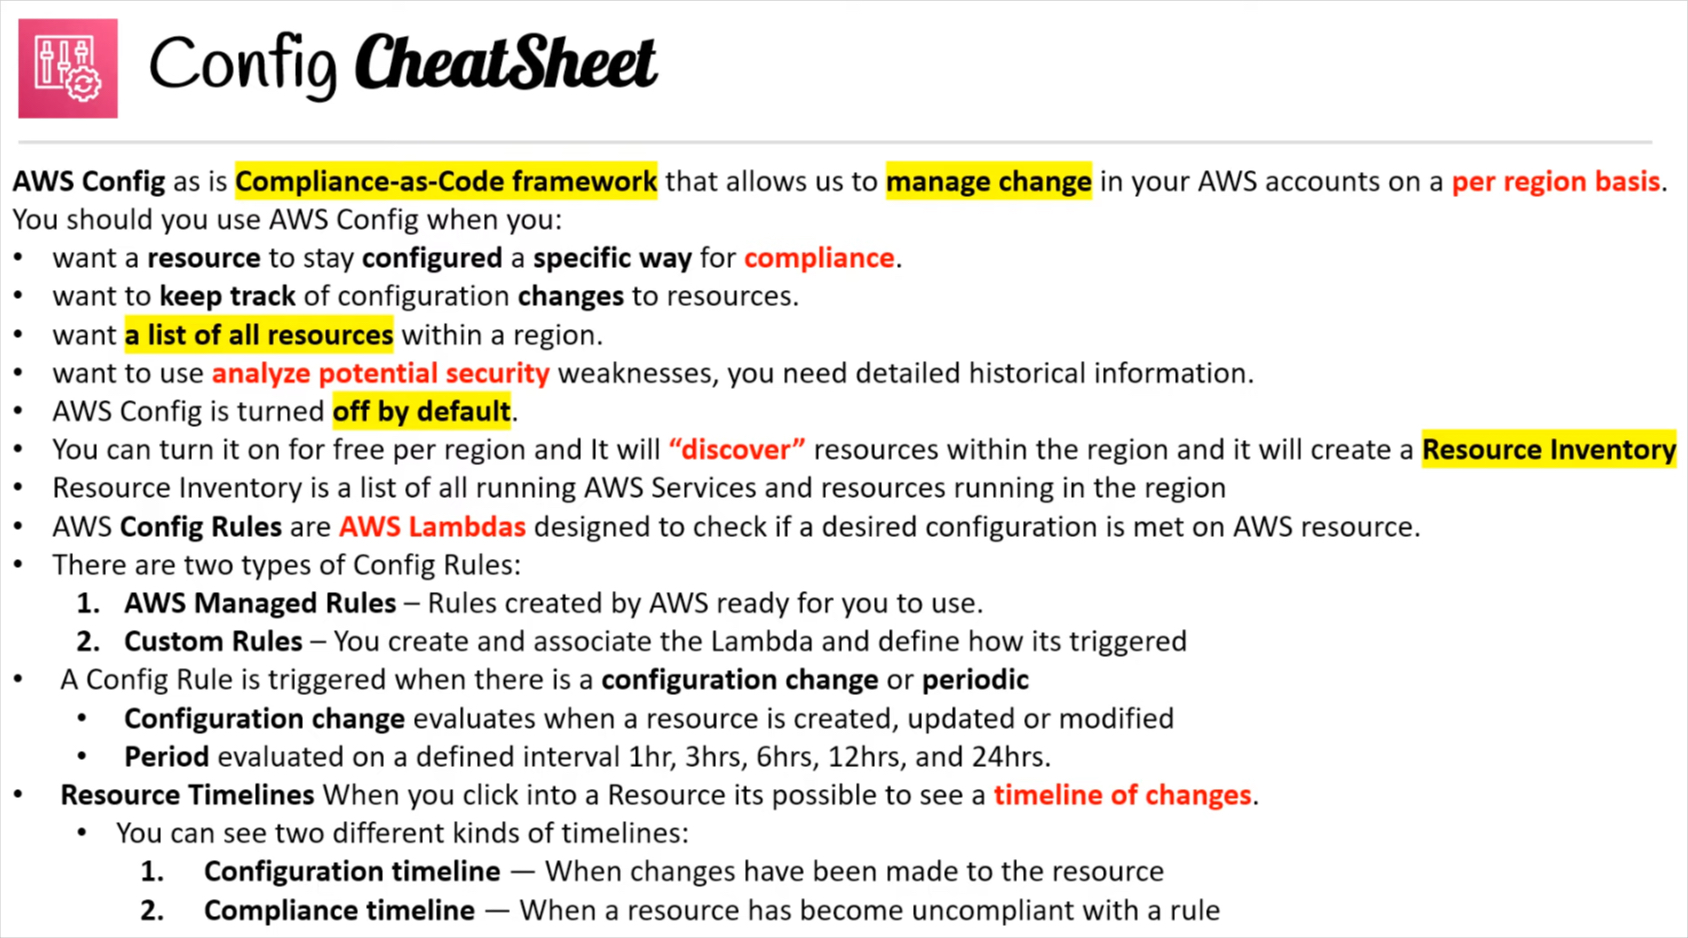 Config CheatSheet
AWS Config as is Compliance-as-Code framework that allows us to manage change in your AWS accounts on a per region basis.
You should you use AWS Config when you:
• want a resource to stay configured a specific way for compliance.
• want to keep track of configuration changes to resources.
• want a list of all resources within a region.
• want to use analyze potential security weaknesses, you need detailed historical information.
• AWS Config is turned off by default.
• You can turn it on for free per region and It will “discover” resources within the region and it will create a Resource Inventory
• Resource Inventory is a list of all running AWS Services and resources running in the region
• AWS Config Rules are AWS Lambdas designed to check if a desired configuration is met on AWS resource.
• There are two types of Config Rules:
1. AWS Managed Rules – Rules created by AWS ready for you to use.
2. Custom Rules – You create and associate the Lambda and define how its triggered
• A Config Rule is triggered when there is a configuration change or periodic
• Configuration change evaluates when a resource is created, updated or modified
• Period evaluated on a defined interval 1hr, 3hrs, 6hrs, 12hrs, and 24hrs.
• Resource Timelines When you click into a Resource its possible to see a timeline of changes.
• You can see two different kinds of timelines:
1. Configuration timeline — When changes have been made to the resource
2. Compliance timeline — When a resource has become uncompliant with a rule